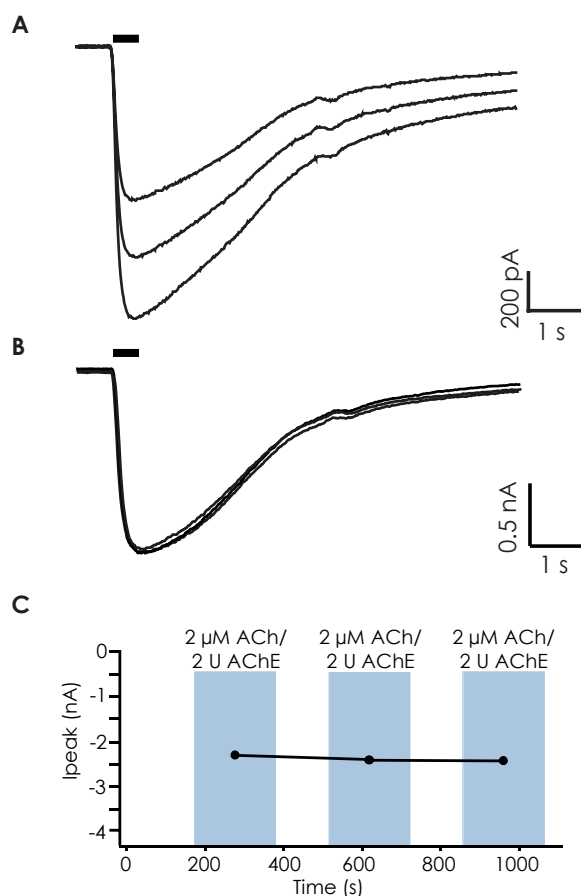 A
200 pA
1 s
B
0.5 nA
1 s
C
2 µM ACh/ 2 µM ACh/ 2 µM ACh/
2 U AChE 2 U AChE 2 U AChE
0
-1
-2
-3
-4
Ipeak (nA)
0 200 400 600 800 1000
Time (s)